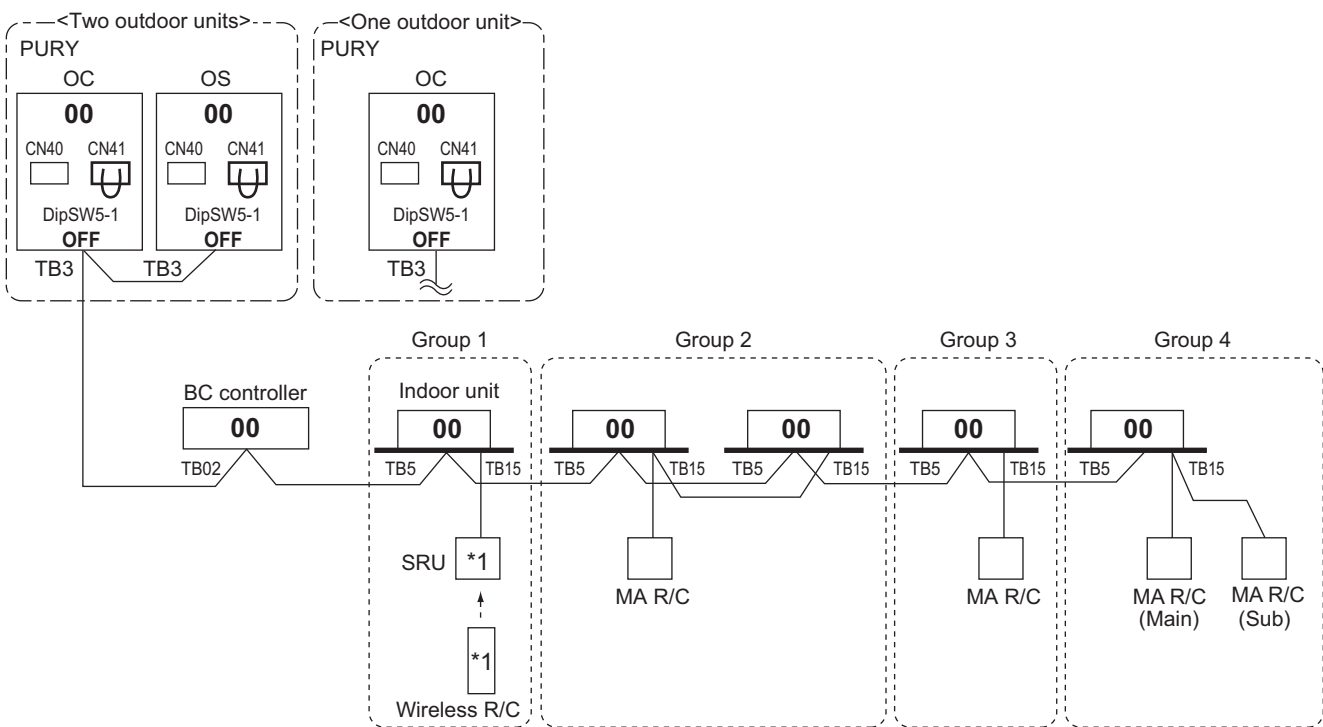 <Two outdoor units>
<One outdoor unit>
PURY
PURY
OC
OS
OC
00
00
00
CN40 CN41
CN40 CN41
CN40 CN41
DipSW5-1
DipSW5-1
DipSW5-1
OFF
OFF
OFF
TB3
TB3
TB3
Group 1
Group 2
Group 3
Group 4
BC controller
Indoor unit
00
00
00
00
00
00
TB02
TB5
TB15
TB5
TB15
TB5
TB15
TB5
TB15
TB5
TB15
SRU
*1
MA R/C
MA R/C
MA R/C
(Main)
MA R/C
(Sub)
*1
Wireless R/C